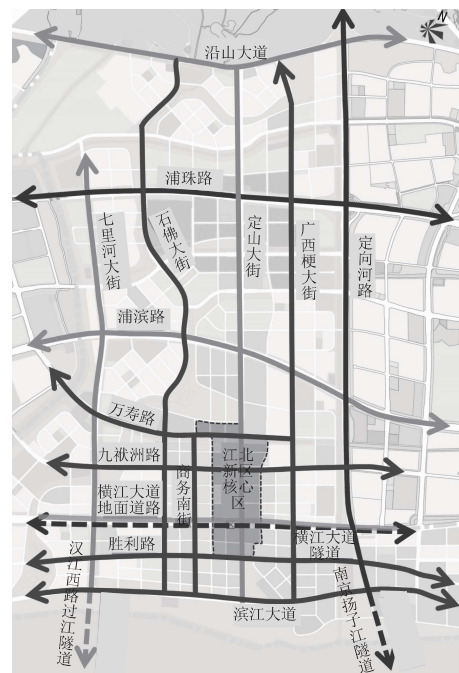 N
沿山大道
浦珠路
七里河大街
石佛大街
定山大街
广西梗大街
定向河路
浦滨路
万寿路
九袱洲路
江北
新区
核心
区
商务南街
横江大道
地面道路
横江大道
隧道
胜利路
汉江西路过江隧道
南京扬子江隧道
滨江大道